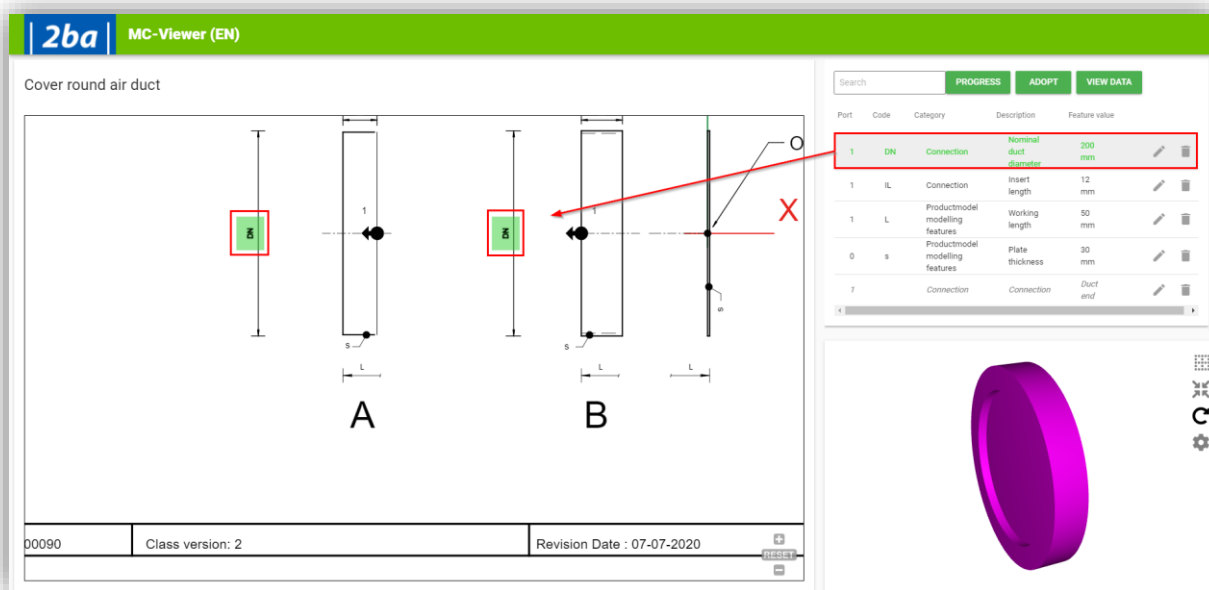 2ba
MC-Viewer (EN)
Cover round air duct
Search
PROGRESS
ADOPT
VIEW DATA
Port Code Category Description Feature value
1 DN Connection Nominal duct diameter 200 mm
1 IL Connection Insert length 12 mm
1 L Productmodel modelling features Working length 50 mm
0 s Productmodel modelling features Plate thickness 30 mm
1 Connection Connection Duct end
DN
1
S
L
A
DN
1
S
L
B
O
X
S
L
00090
Class version: 2
Revision Date : 07-07-2020
RESET